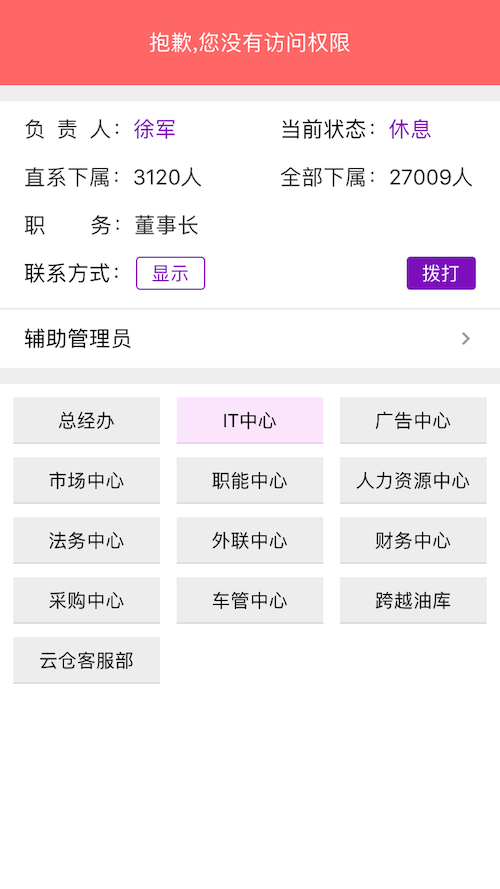 抱歉,您没有访问权限
负 责 人： 徐军 当前状态： 休息
直系下属： 3120人 全部下属： 27009人
职 务： 董事长
联系方式： 显示 拨打
辅助管理员
总经办 IT中心 广告中心
市场中心 职能中心 人力资源中心
法务中心 外联中心 财务中心
采购中心 车管中心 跨越油库
云仓客服部